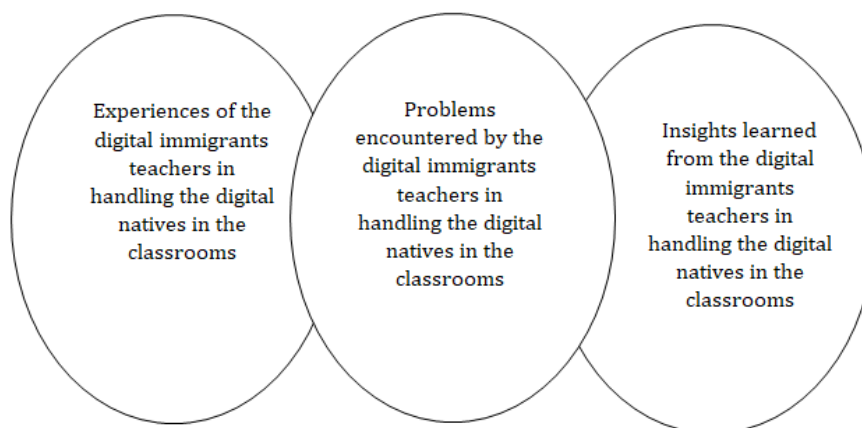 Experiences of the
digital immigrants
teachers in
handling the digital
natives in the
classrooms
Problems
encountered by the
digital immigrants
teachers in
handling the digital
natives in the
classrooms
Insights learned
from the digital
immigrants
teachers in
handling the digital
natives in the
classrooms